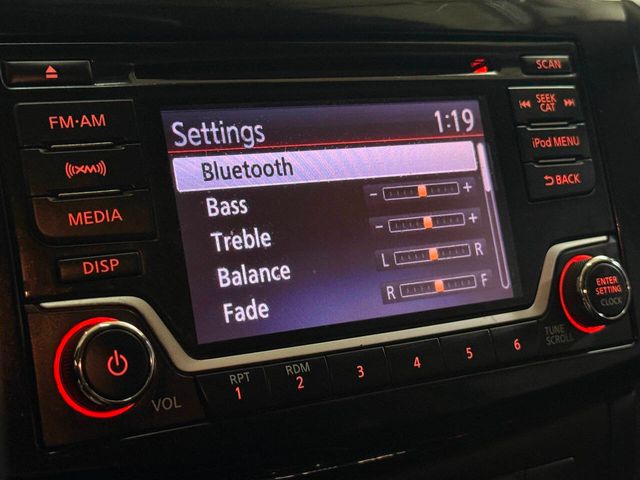 SCAN
FM·AM
Settings 1:19
SEEK
CAT
((XM))
Bluetooth
iPod MENU
MEDIA
Bass - +
BACK
Treble - +
DISP
Balance L R
Fade R F
ENTER
SETTING
CLOCK
TUNE
SCROLL
VOL
RPT
1
RDM
2
3
4
5
6